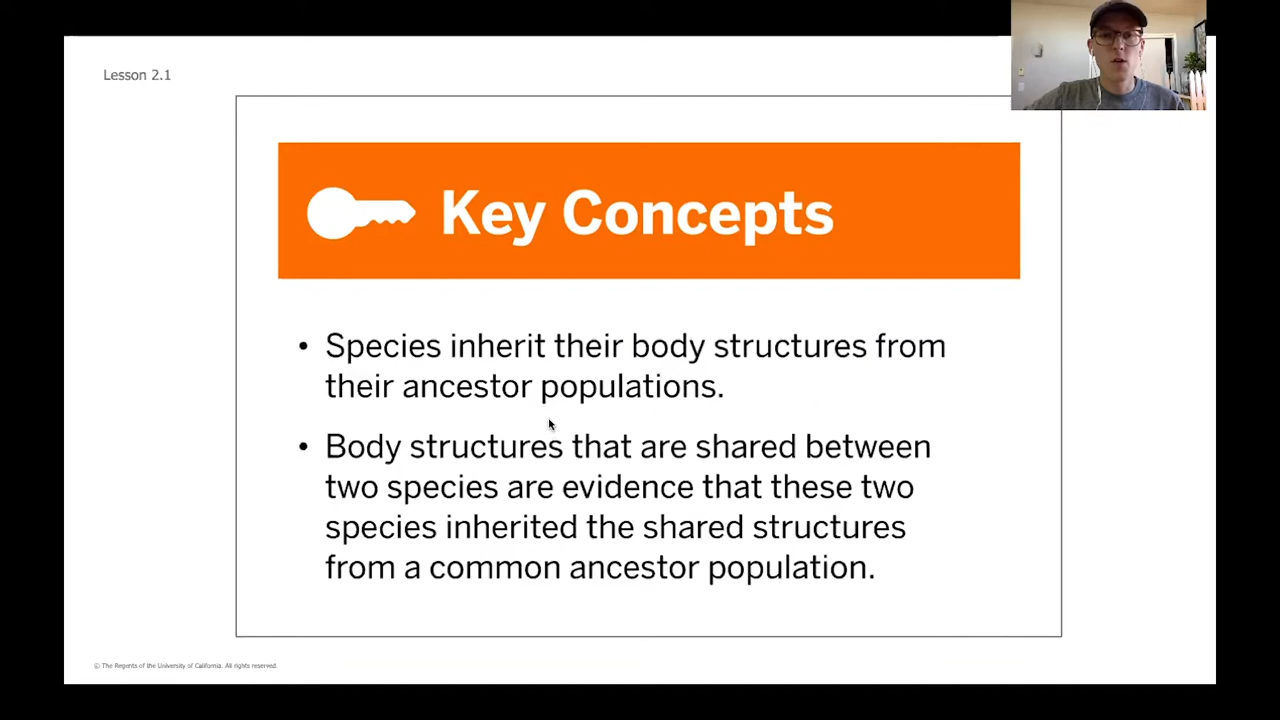 Lesson 2.1
Key Concepts
• Species inherit their body structures from
their ancestor populations.
• Body structures that are shared between
two species are evidence that these two
species inherited the shared structures
from a common ancestor population.
© The Regents of the University of California. All rights reserved.